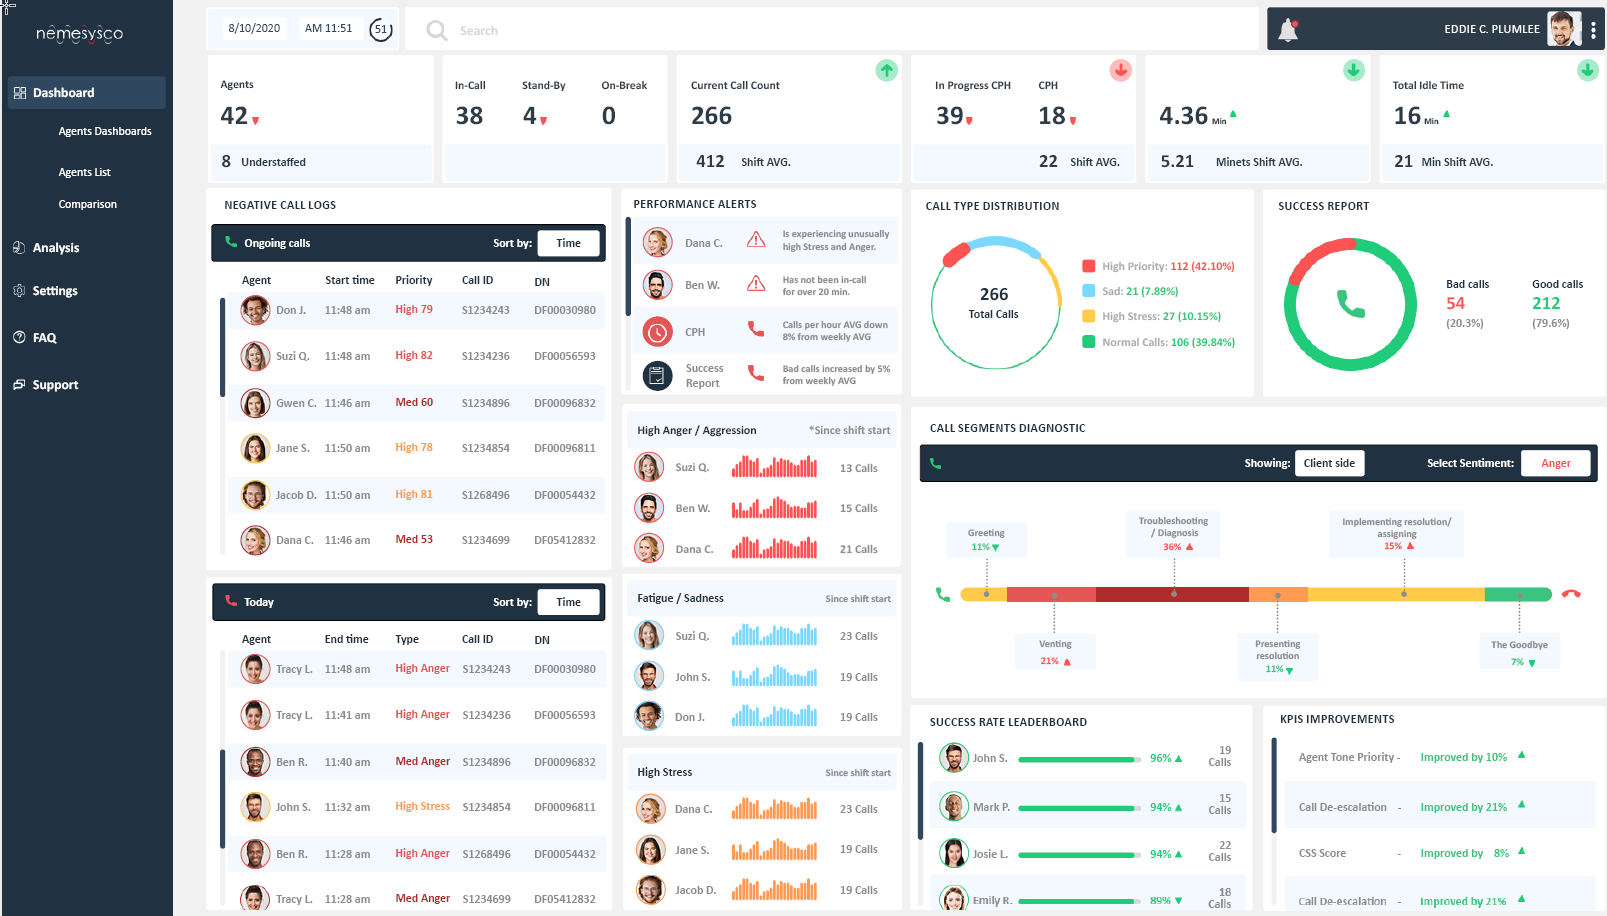 nemesysco
Dashboard
Agents Dashboards
Agents List
Comparison
Analysis
Settings
FAQ
Support
8/10/2020
AM 11:51
51
Search
EDDIE C. PLUMLEE
Agents
42
8 Understaffed
In-Call Stand-By On-Break
38 4 0
Current Call Count
266
412 Shift AVG.
In Progress CPH CPH
39 18
22 Shift AVG.
4.36 Min
5.21 Minets Shift AVG.
Total Idle Time
16 Min
21 Min Shift AVG.
NEGATIVE CALL LOGS
Ongoing calls Sort by: Time
Agent Start time Priority Call ID DN
Don J. 11:48 am High 79 S1234243 DF00030980
Suzi Q. 11:48 am High 82 S1234236 DF00056593
Gwen C. 11:46 am Med 60 S1234896 DF00096832
Jane S. 11:50 am High 78 S1234854 DF00096811
Jacob D. 11:50 am High 81 S1268496 DF00054432
Dana C. 11:46 am Med 53 S1234699 DF05412832
Today Sort by: Time
Agent End time Type Call ID DN
Tracy L. 11:48 am High Anger S1234243 DF00030980
Tracy L. 11:41 am High Anger S1234236 DF00056593
Ben R. 11:40 am Med Anger S1234896 DF00096832
John S. 11:32 am High Stress S1234854 DF00096811
Ben R. 11:28 am High Anger S1268496 DF00054432
Tracy L. 11:28 am Med Anger S1234699 DF05412832
PERFORMANCE ALERTS
Dana C.
Is experiencing unusually
high Stress and Anger.
Ben W.
Has not been in-call
for over 20 min.
CPH
Calls per hour AVG down
8% from weekly AVG
Success
Report
Bad calls increased by 5%
from weekly AVG
High Anger / Aggression *Since shift start
Suzi Q. 13 Calls
Ben W. 15 Calls
Dana C. 21 Calls
Fatigue / Sadness Since shift start
Suzi Q. 23 Calls
John S. 19 Calls
Don J. 19 Calls
High Stress Since shift start
Dana C. 23 Calls
Jane S. 19 Calls
Jacob D. 19 Calls
CALL TYPE DISTRIBUTION
266
Total Calls
High Priority: 112 (42.10%)
Sad: 21 (7.89%)
High Stress: 27 (10.15%)
Normal Calls: 106 (39.84%)
SUCCESS REPORT
Bad calls Good calls
54 212
(20.3%) (79.6%)
CALL SEGMENTS DIAGNOSTIC
Showing: Client side Select Sentiment: Anger
Greeting
11%
Troubleshooting
/ Diagnosis
36%
Implementing resolution/
assigning
15%
Venting
21%
Presenting
resolution
11%
The Goodbye
7%
SUCCESS RATE LEADERBOARD
John S. 96% 19
Calls
Mark P. 94% 15
Calls
Josie L. 94% 22
Calls
Emily R. 89% 18
Calls
KPIS IMPROVEMENTS
Agent Tone Priority - Improved by 10%
Call De-escalation - Improved by 21%
CSS Score - Improved by 8%
Call De-escalation - Improved by 21%